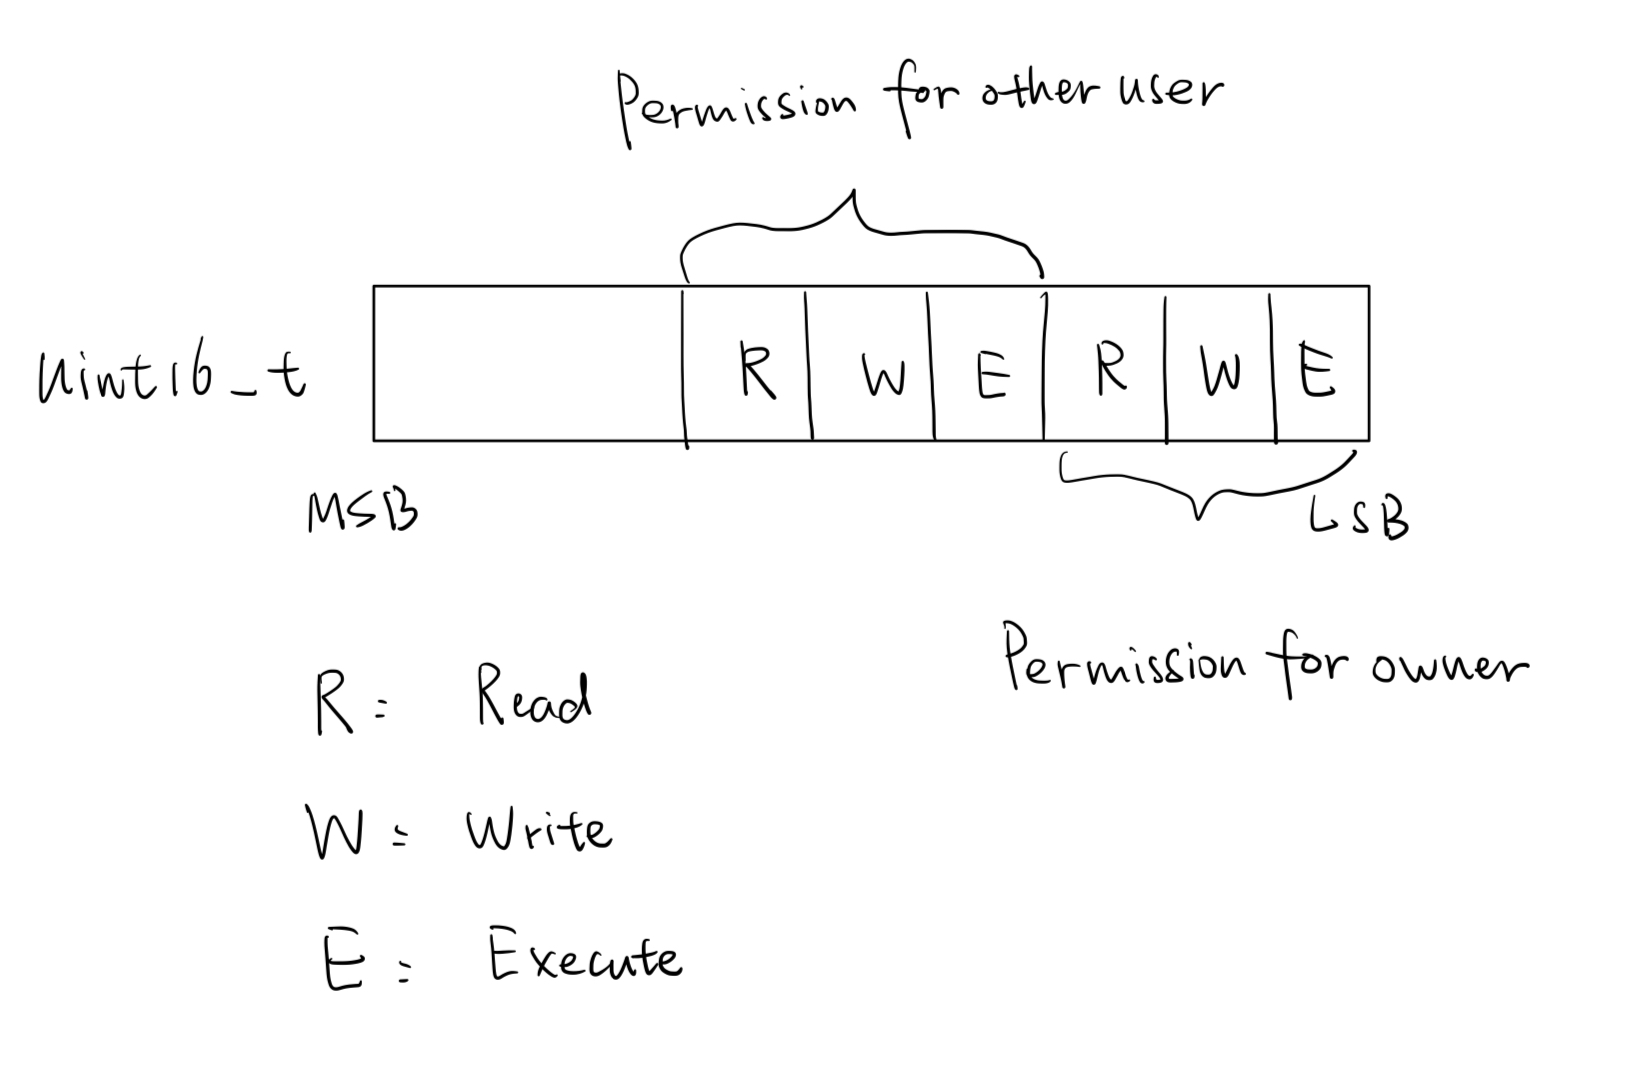 Permission for other user
uint16_t
R W E R W E
MSB
LSB
Permission for owner
R = Read
W = Write
E = Execute